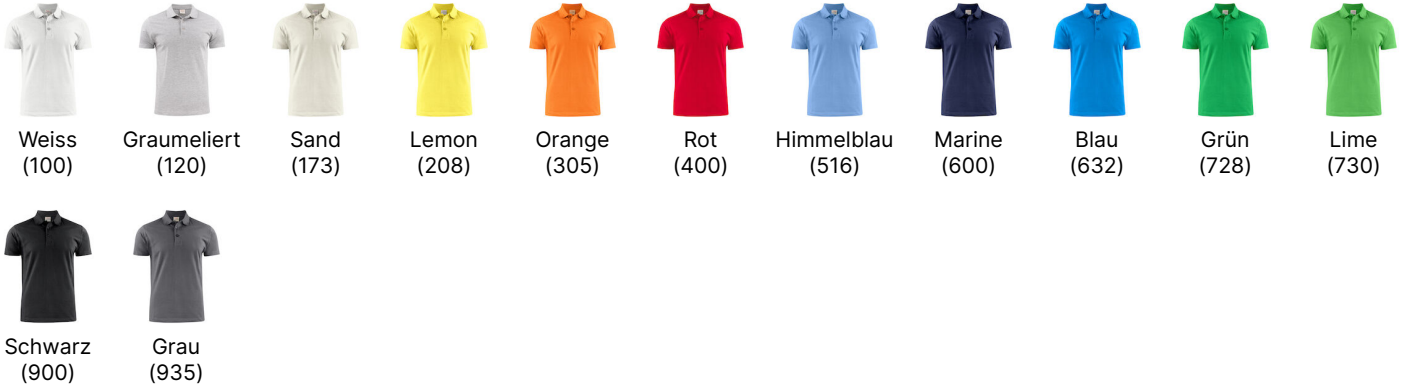 Weiss
(100)
Graumeliert
(120)
Sand
(173)
Lemon
(208)
Orange
(305)
Rot
(400)
Himmelblau
(516)
Marine
(600)
Blau
(632)
Grün
(728)
Lime
(730)
Schwarz
(900)
Grau
(935)